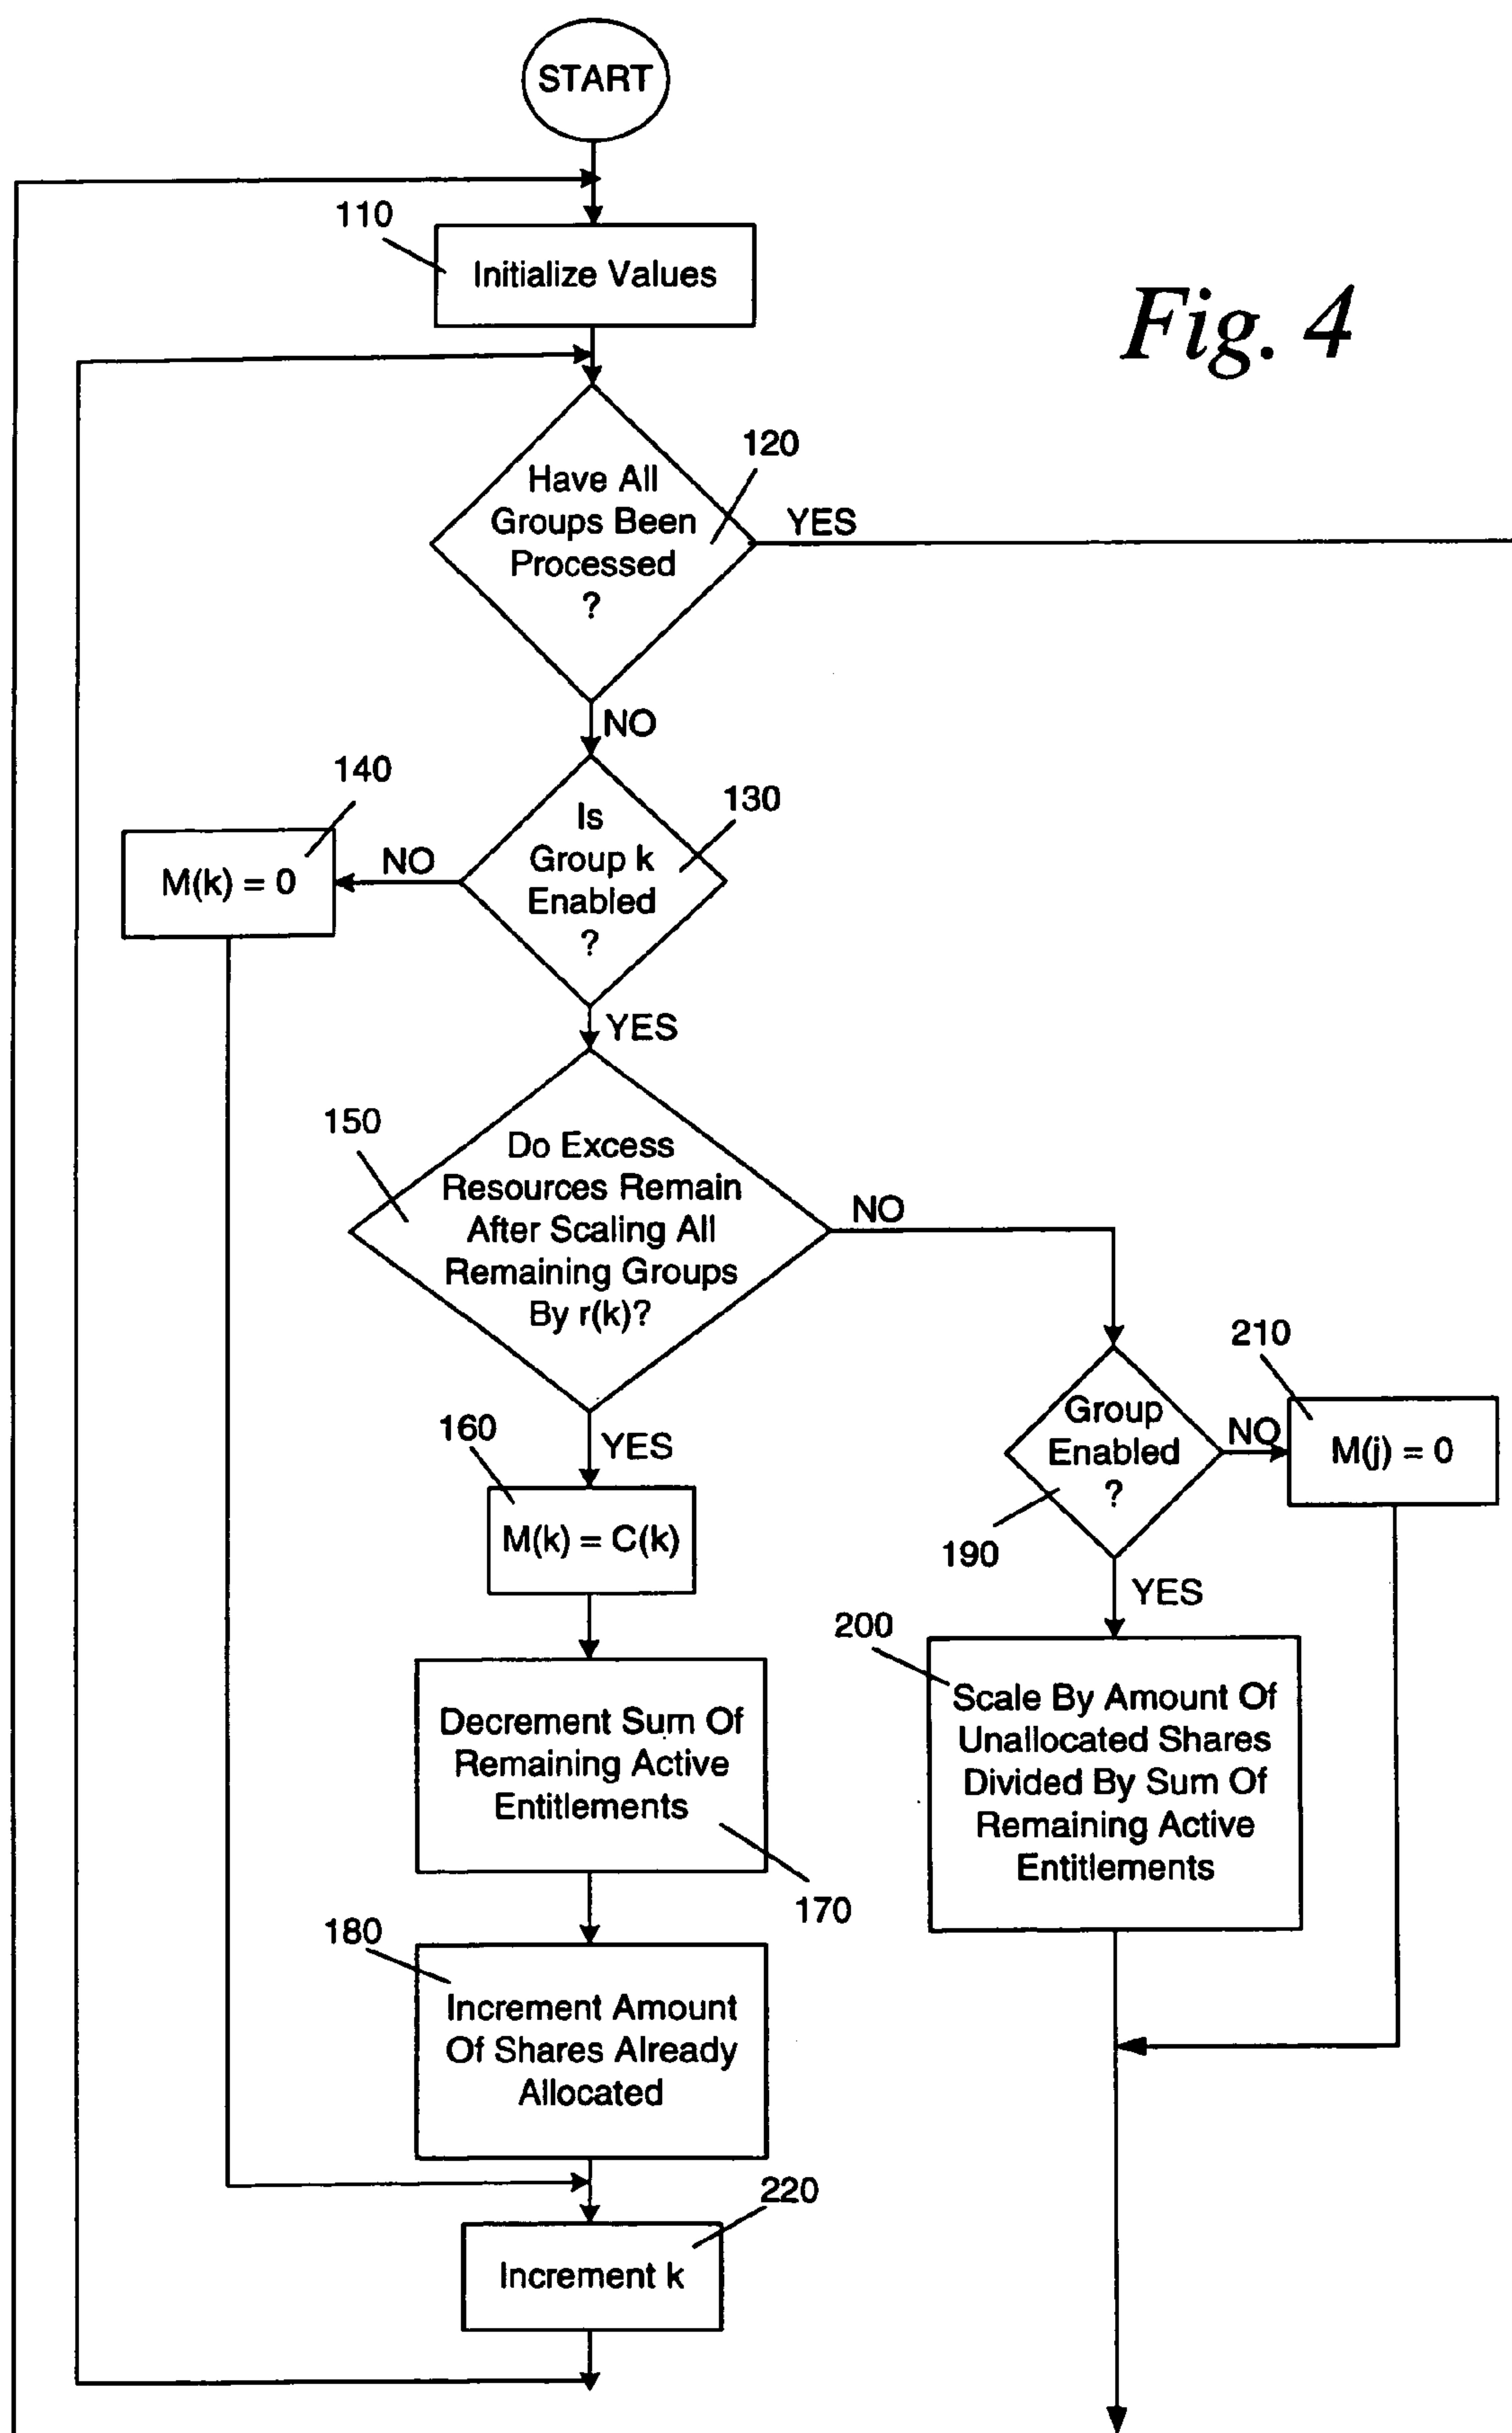 START
110
Initialize Values
Fig. 4
120
Have All
Groups Been
Processed
?
YES
NO
140
M(k) = 0
NO
130
Is
Group k
Enabled
?
YES
150
Do Excess
Resources Remain
After Scaling All
Remaining Groups
By r(k)?
NO
YES
160
M(k) = C(k)
190
Group
Enabled
?
NO
210
M(j) = 0
YES
170
Decrement Sum Of
Remaining Active
Entitlements
200
Scale By Amount Of
Unallocated Shares
Divided By Sum Of
Remaining Active
Entitlements
180
Increment Amount
Of Shares Already
Allocated
220
Increment k